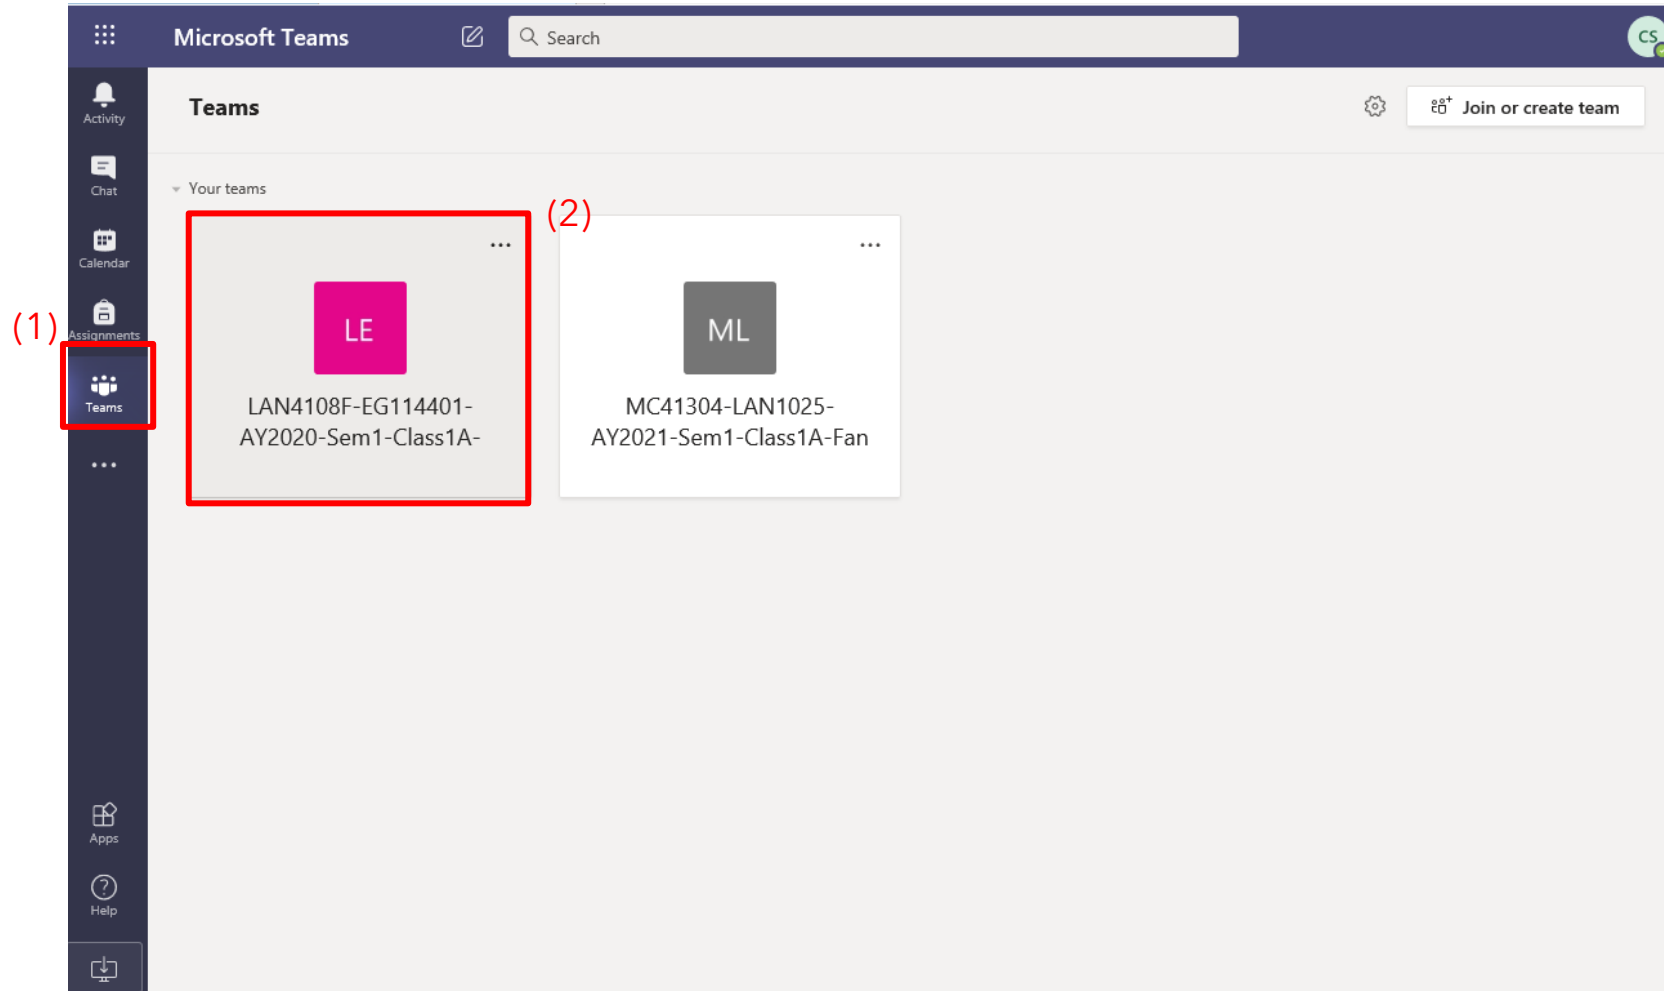 Microsoft Teams
Search
CS
Activity
Teams
Join or create team
Chat
Your teams
(2)
Calendar
(1)
Assignments
LE
ML
Teams
LAN4108F-EG114401-
AY2020-Sem1-Class1A-
MC41304-LAN1025-
AY2021-Sem1-Class1A-Fan
Apps
Help